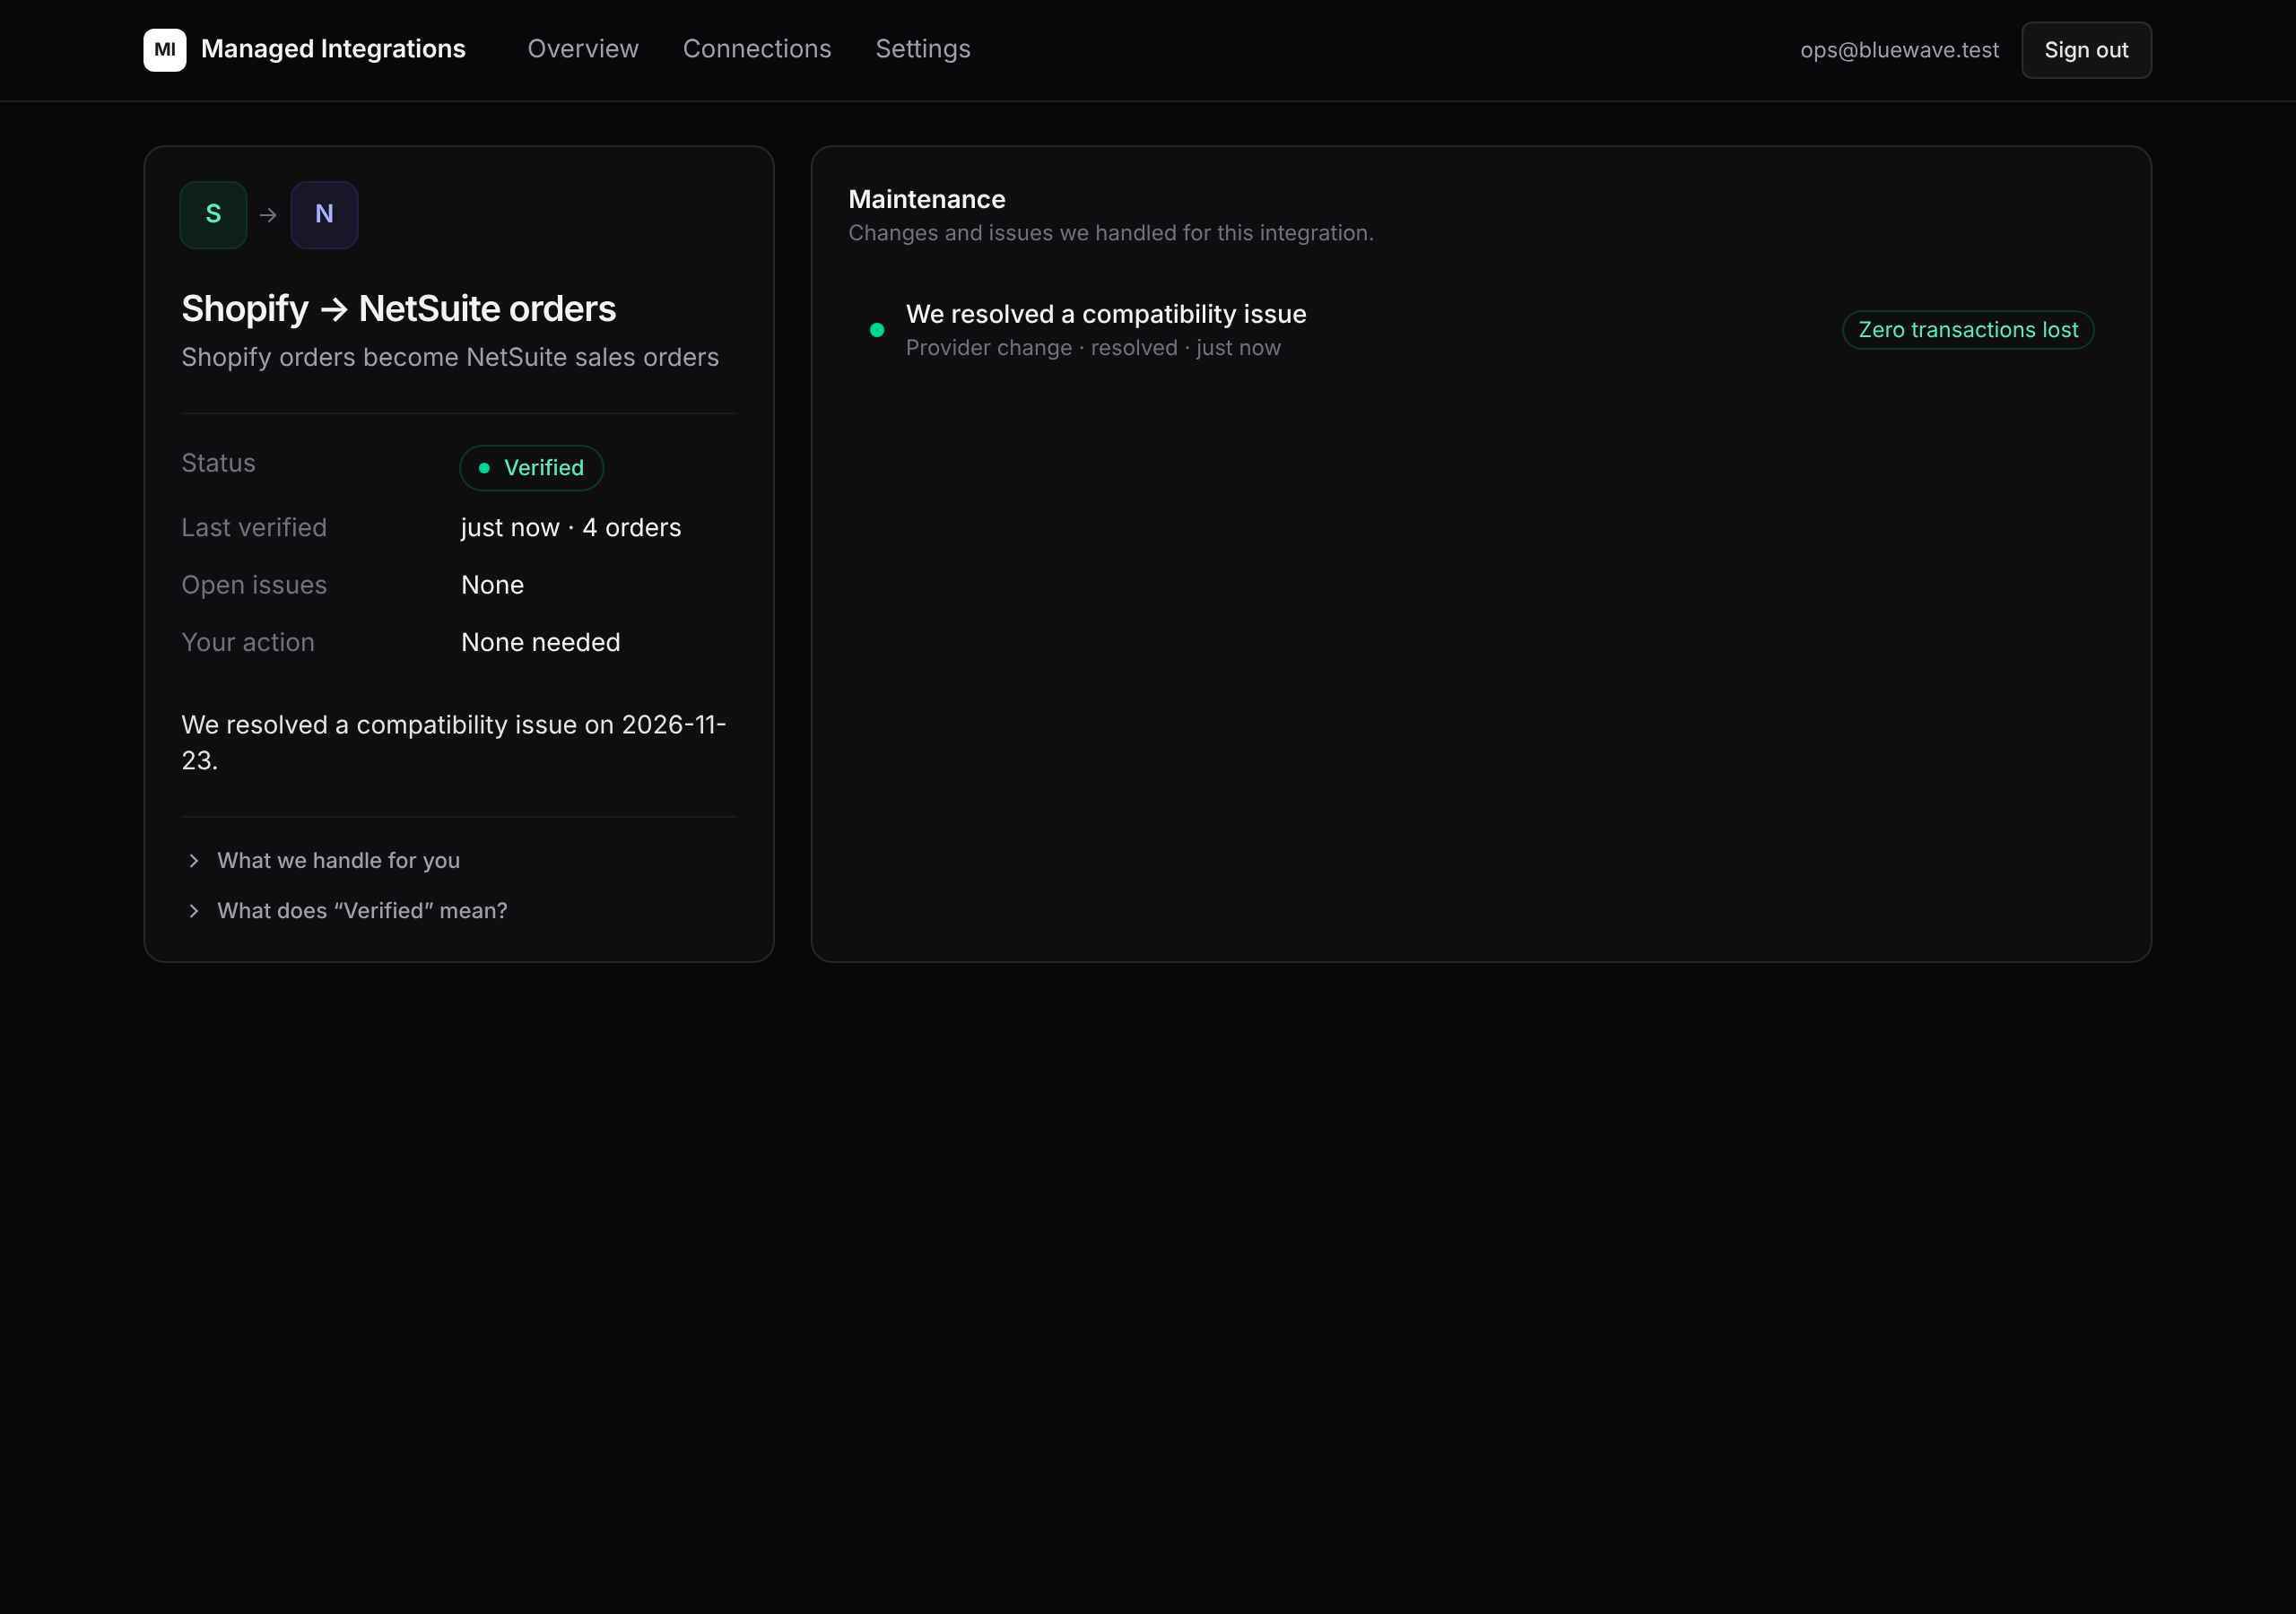 MI Managed Integrations Overview Connections Settings ops@bluewave.test Sign out
S → N
Shopify → NetSuite orders
Shopify orders become NetSuite sales orders
Status Verified
Last verified just now · 4 orders
Open issues None
Your action None needed
We resolved a compatibility issue on 2026-11-
23.
What we handle for you
What does “Verified” mean?
Maintenance
Changes and issues we handled for this integration.
We resolved a compatibility issue
Provider change · resolved · just now
Zero transactions lost